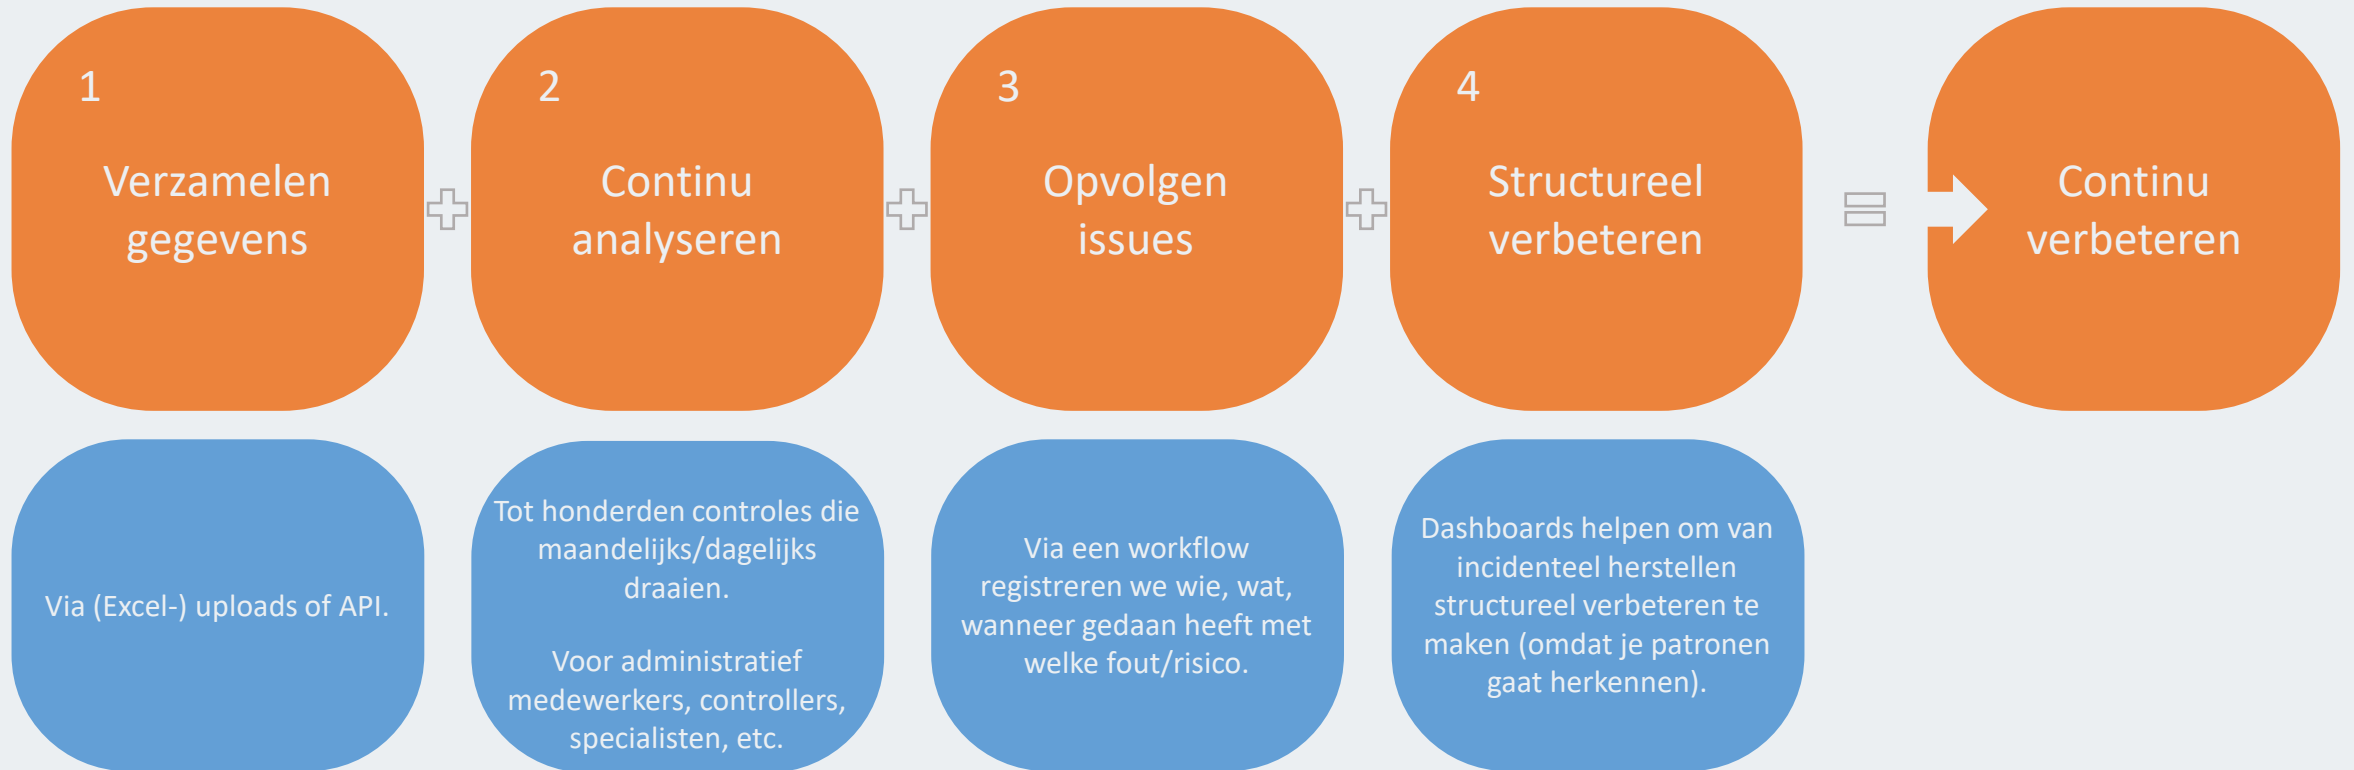 1
Verzamelen
gegevens
2
Continu
analyseren
3
Opvolgen
issues
4
Structureel
verbeteren
Continu
verbeteren
Via (Excel-) uploads of API.
Tot honderden controles die
maandelijks/dagelijks
draaien.
Voor administratief
medewerkers, controllers,
specialisten, etc.
Via een workflow
registreren we wie, wat,
wanneer gedaan heeft met
welke fout/risico.
Dashboards helpen om van
incidenteel herstellen
structureel verbeteren te
maken (omdat je patronen
gaat herkennen).